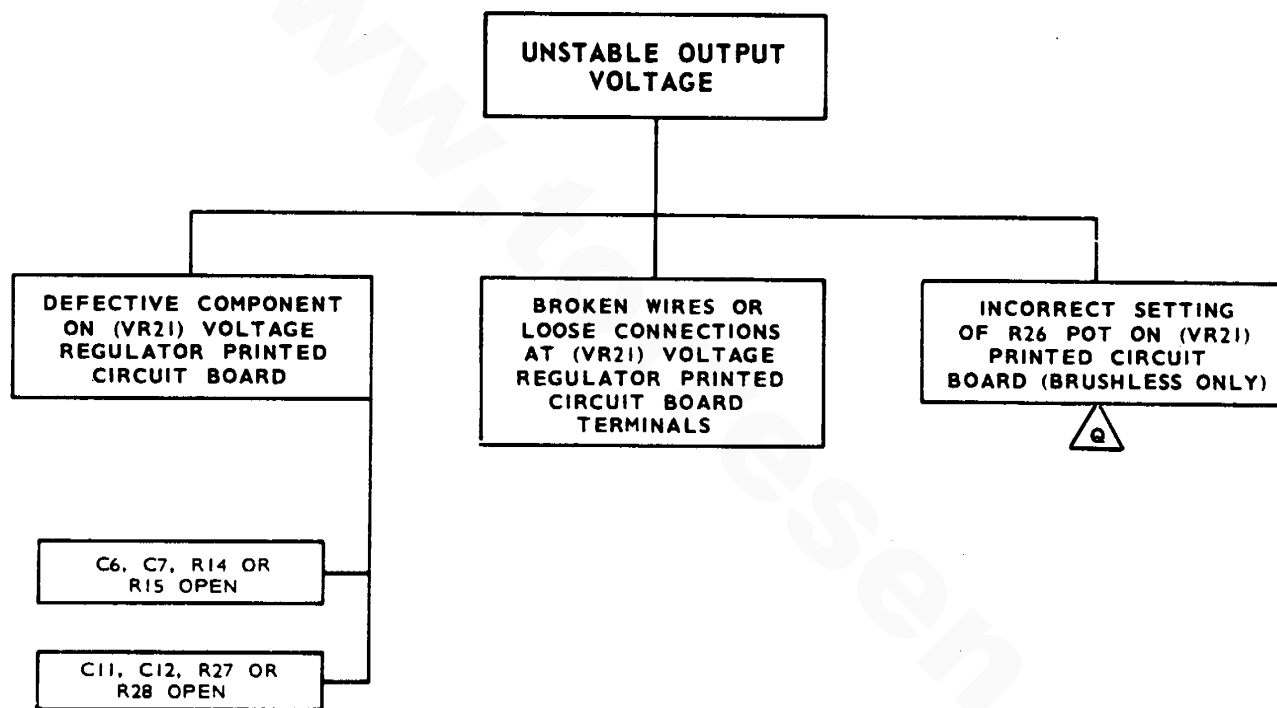 UNSTABLE OUTPUT
VOLTAGE
DEFECTIVE COMPONENT
ON (VR21) VOLTAGE
REGULATOR PRINTED
CIRCUIT BOARD
BROKEN WIRES OR
LOOSE CONNECTIONS
AT (VR21) VOLTAGE
REGULATOR PRINTED
CIRCUIT BOARD
TERMINALS
INCORRECT SETTING
OF R26 POT ON (VR21)
PRINTED CIRCUIT
BOARD (BRUSHLESS ONLY)
Q
C6, C7, R14 OR
R15 OPEN
C11, C12, R27 OR
R28 OPEN